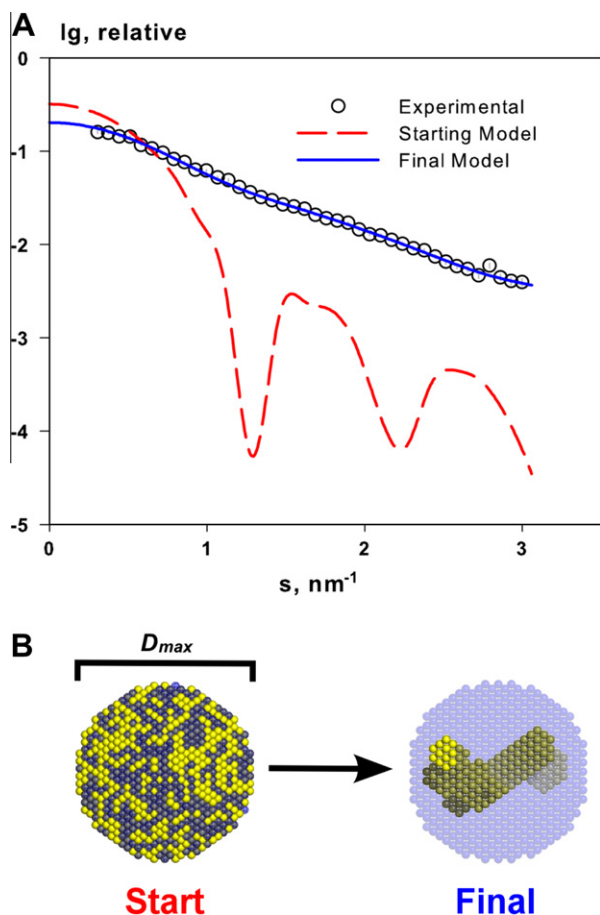 A
lg, relative
0
-1
-2
-3
-4
-5
Experimental
Starting Model
Final Model
0 1 2 3
s, nm⁻¹
B
Dmax
Start Final